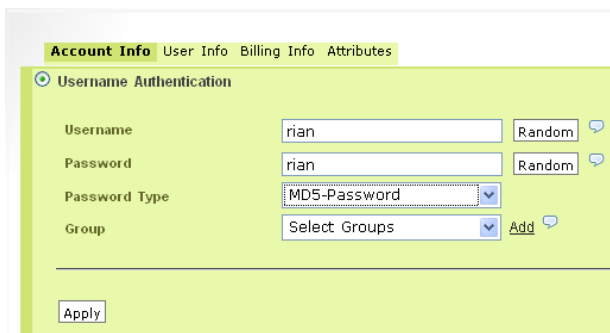 Account Info User Info Billing Info Attributes
Username Authentication
Username rian Random
Password rian Random
Password Type MD5-Password
Group Select Groups Add
Apply